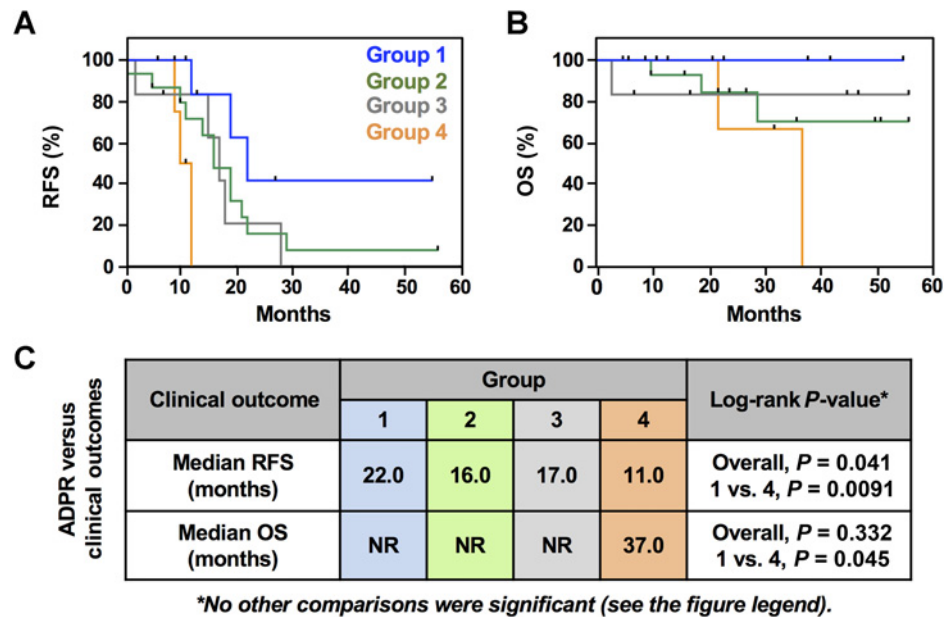 A
RFS (%)
100
80
60
40
20
0
0 10 20 30 40 50 60
Months
Group 1
Group 2
Group 3
Group 4
B
OS (%)
100
80
60
40
20
0
0 10 20 30 40 50 60
Months
C
ADPR versus
clinical outcomes
Clinical outcome
Group
Log-rank P-value*
1 2 3 4
Median RFS
(months)
22.0 16.0 17.0 11.0
Overall, P = 0.041
1 vs. 4, P = 0.0091
Median OS
(months)
NR NR NR 37.0
Overall, P = 0.332
1 vs. 4, P = 0.045
*No other comparisons were significant (see the figure legend).